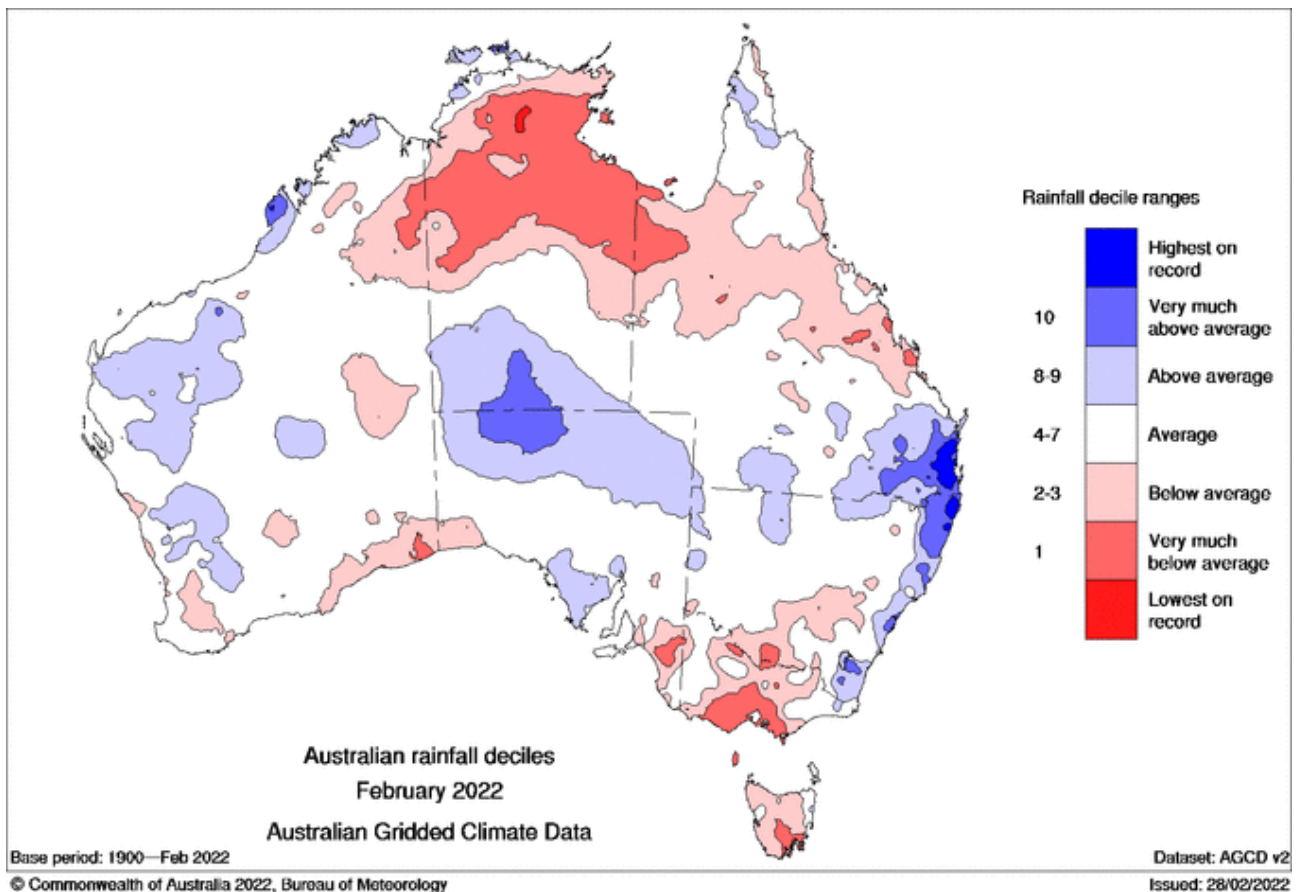 Rainfall decile ranges
Highest on
record
10
Very much
above average
8-9
Above average
4-7
Average
2-3
Below average
1
Very much
below average
Lowest on
record
Australian rainfall deciles
February 2022
Australian Gridded Climate Data
Base period: 1900—Feb 2022
Dataset: AGCD v2
© Commonwealth of Australia 2022, Bureau of Meteorology
Issued: 28/02/2022